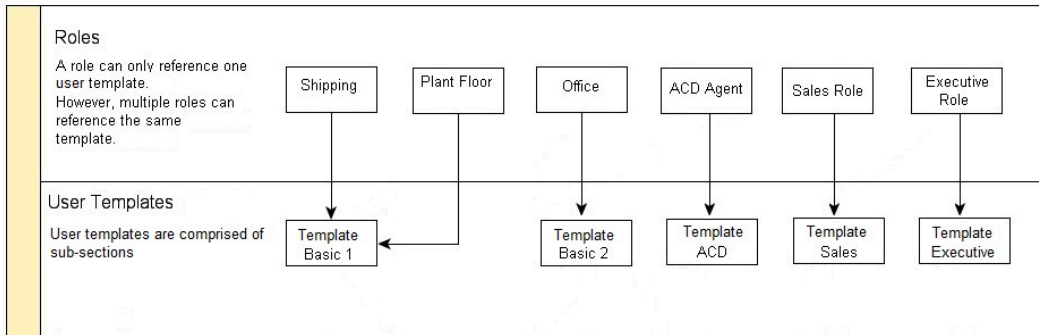 Roles
A role can only reference one
user template.
However, multiple roles can
reference the same
template.
Shipping
Plant Floor
Office
ACD Agent
Sales Role
Executive
Role
User Templates
User templates are comprised of
sub-sections
Template
Basic 1
Template
Basic 2
Template
ACD
Template
Sales
Template
Executive